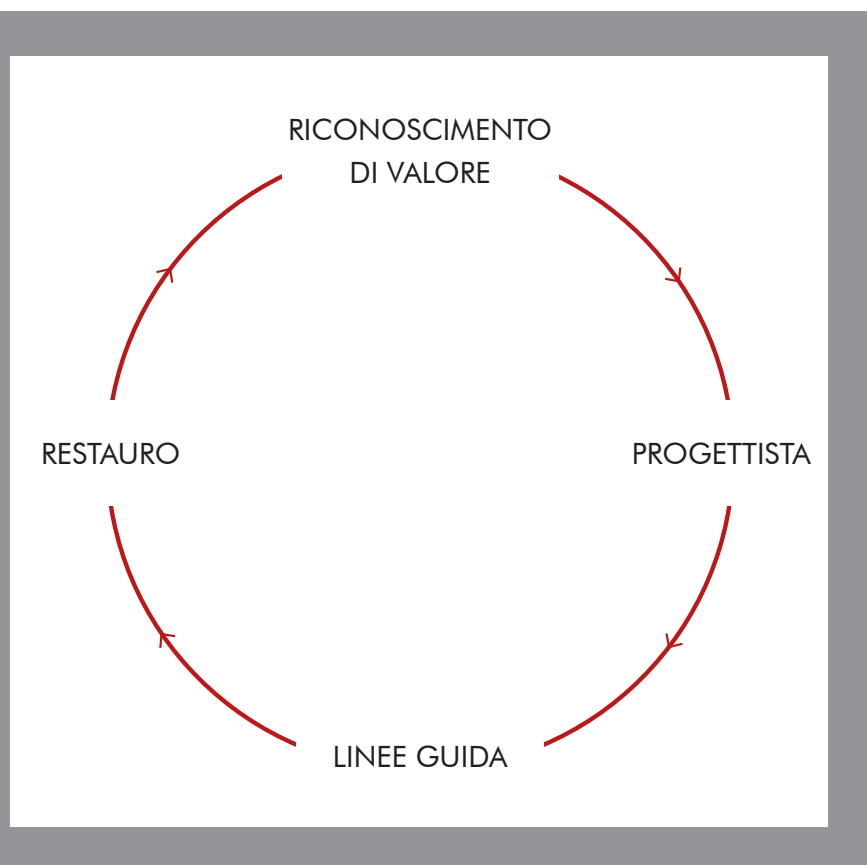 RICONOSCIMENTO
DI VALORE
RESTAURO
PROGETTISTA
LINEE GUIDA